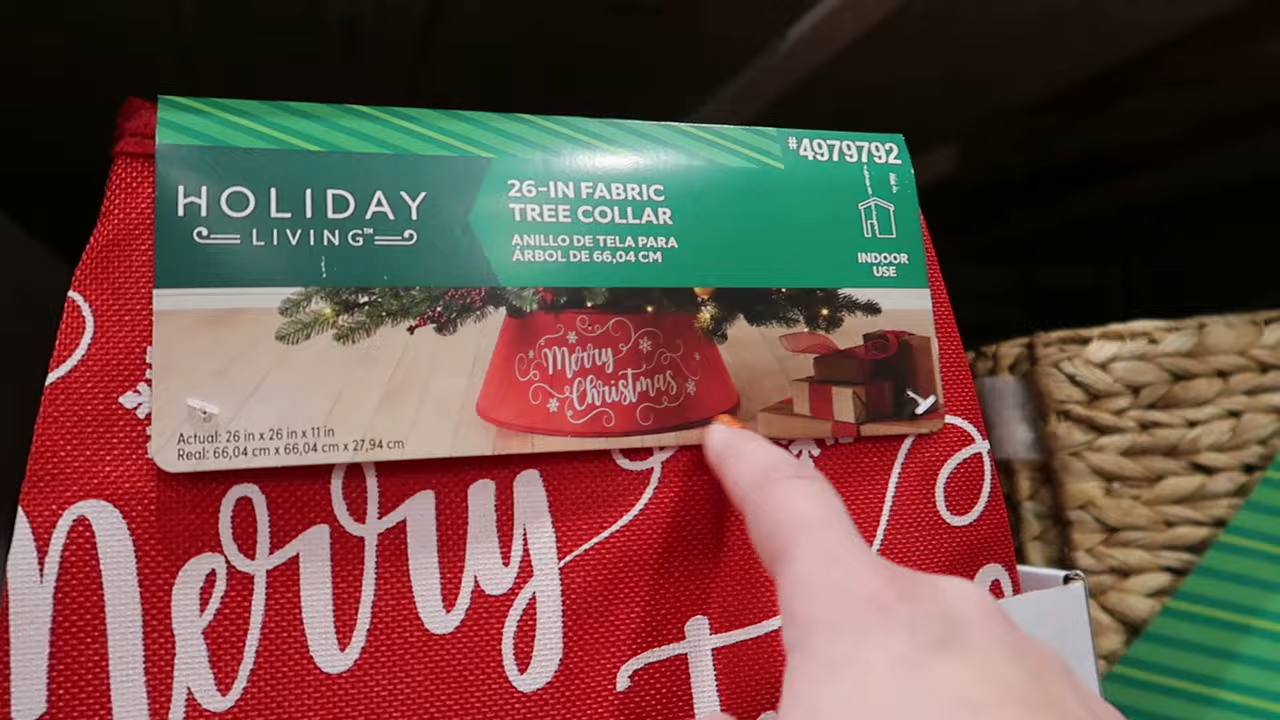 #4979792
HOLIDAY
LIVING™
26-IN FABRIC
TREE COLLAR
ANILLO DE TELA PARA
ÁRBOL DE 66,04 CM
INDOOR
USE
Merry
Christmas
Actual: 26 in x 26 in x 11 in
Real: 66,04 cm x 66,04 cm x 27,94 cm
Merry